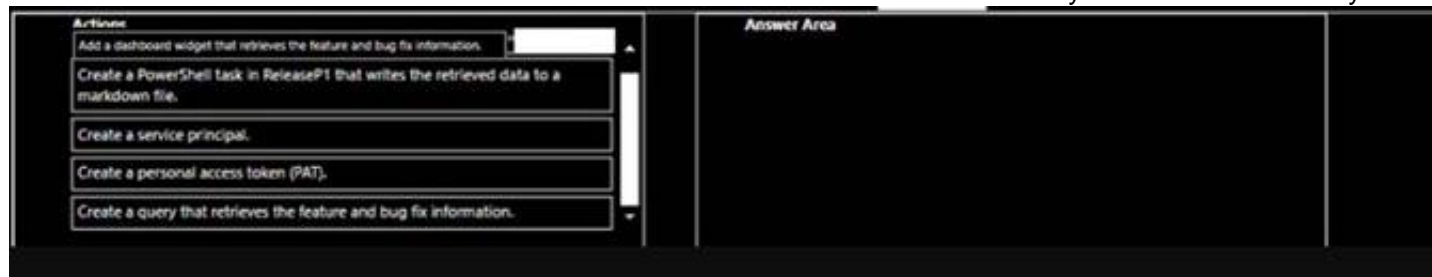 Actions
Answer Area
Add a dashboard widget that retrieves the feature and bug fix information.
Create a PowerShell task in ReleaseP1 that writes the retrieved data to a
markdown file.
Create a service principal.
Create a personal access token (PAT).
Create a query that retrieves the feature and bug fix information.